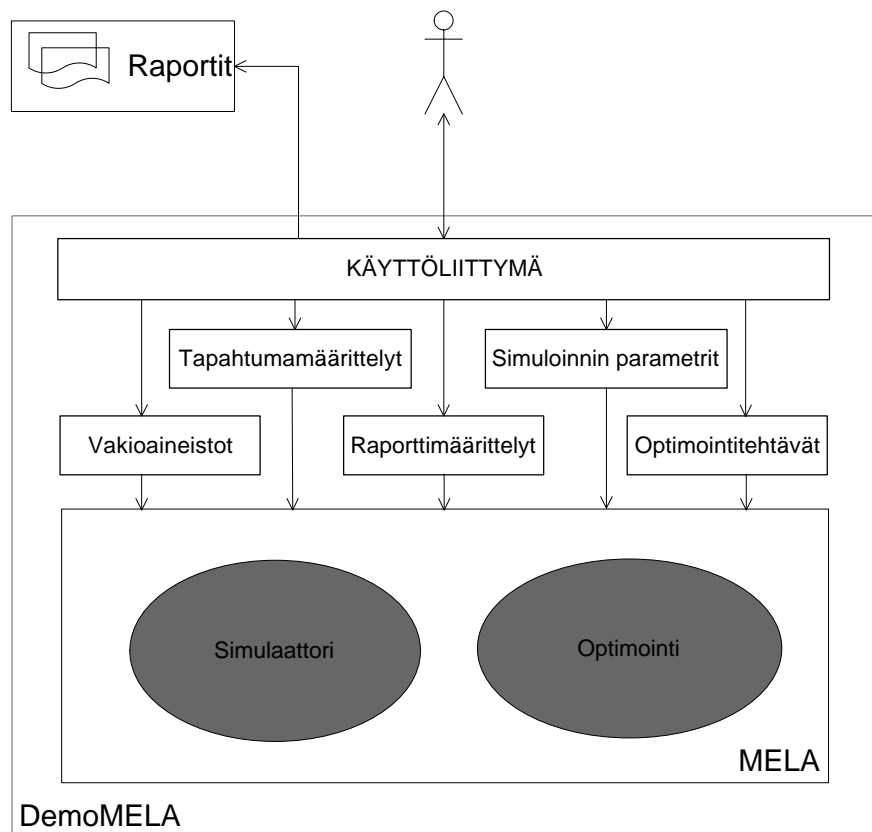 Raportit
KÄYTTÖLIITTYMÄ
Tapahtumamäärittelyt
Simuloinnin parametrit
Vakioaineistot
Raporttimäärittelyt
Optimointitehtävät
Simulaattori
Optimointi
MELA
DemoMELA